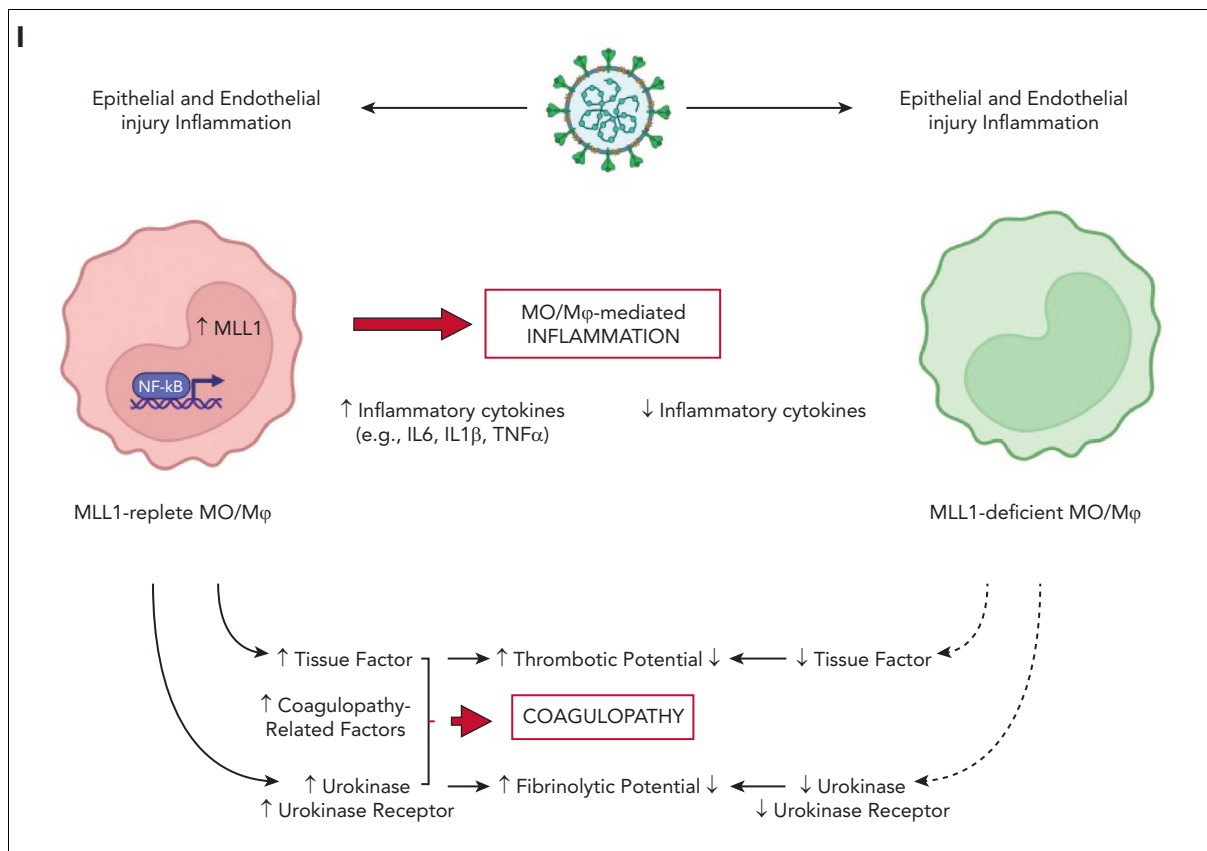 I
Epithelial and Endothelial
injury Inflammation
Epithelial and Endothelial
injury Inflammation
↑ MLL1
NF-kB
MO/Mφ-mediated
INFLAMMATION
↑ Inflammatory cytokines
(e.g., IL6, IL1β, TNFα)
↓ Inflammatory cytokines
MLL1-replete MO/Mφ
MLL1-deficient MO/Mφ
↑ Tissue Factor
↑ Thrombotic Potential ↓
↓ Tissue Factor
↑ Coagulopathy-
Related Factors
COAGULOPATHY
↑ Urokinase
↑ Urokinase Receptor
↑ Fibrinolytic Potential ↓
↓ Urokinase
↓ Urokinase Receptor